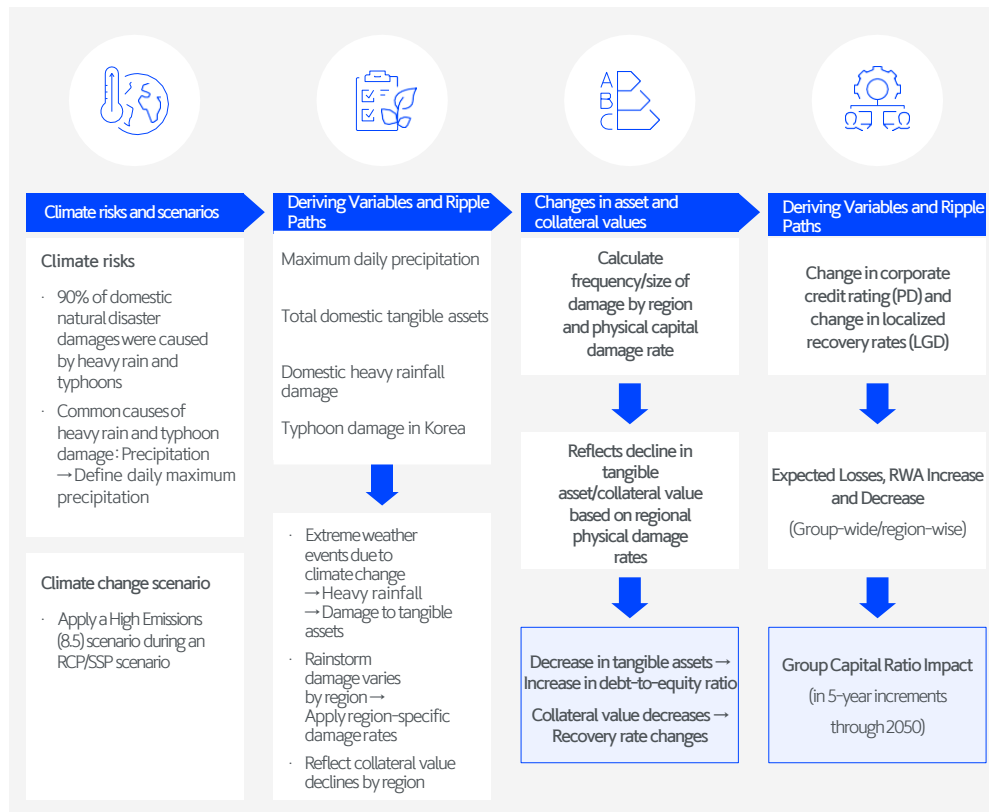 A
B
C
Climate risks and scenarios
Climate risks
· 90% of domestic
natural disaster
damages were caused
by heavy rain and
typhoons
· Common causes of
heavy rain and typhoon
damage: Precipitation
→ Define daily maximum
precipitation
Climate change scenario
· Apply a High Emissions
(8.5) scenario during an
RCP/SSP scenario
Deriving Variables and Ripple
Paths
Maximum daily precipitation
Total domestic tangible assets
Domestic heavy rainfall
damage
Typhoon damage in Korea
· Extreme weather
events due to
climate change
→ Heavy rainfall
→ Damage to tangible
assets
· Rainstorm
damage varies
by region →
Apply region-specific
damage rates
· Reflect collateral value
declines by region
Changes in asset and
collateral values
Calculate
frequency/size of
damage by region
and physical capital
damage rate
Reflects decline in
tangible
asset/collateral value
based on regional
physical damage
rates
Decrease in tangible assets →
Increase in debt-to-equity ratio
Collateral value decreases →
Recovery rate changes
Deriving Variables and Ripple
Paths
Change in corporate
credit rating (PD) and
change in localized
recovery rates (LGD)
Expected Losses, RWA Increase
and Decrease
(Group-wide/region-wise)
Group Capital Ratio Impact
(in 5-year increments
through 2050)